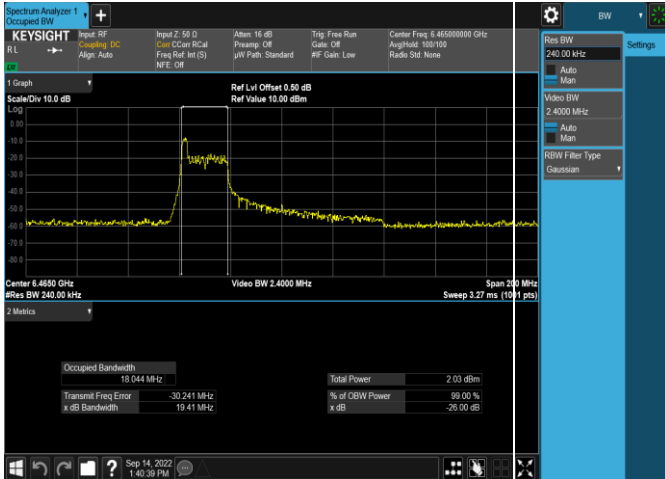 Spectrum Analyzer 1
Occupied BW
+
KEYSIGHT
R L
LV
Input: RF
Coupling: DC
Align: Auto
Input Z: 50 Ω
Corr CCorr RCal
Freq Ref: Int (S)
NFE: Off
Atten: 16 dB
Preamp: Off
µW Path: Standard
Trig: Free Run
Gate: Off
#IF Gain: Low
Center Freq: 6.465000000 GHz
Avg|Hold: 100/100
Radio Std: None
1 Graph
Scale/Div 10.0 dB
Ref Lvl Offset 0.50 dB
Ref Value 10.00 dBm
Log
0.00
-10.0
-20.0
-30.0
-40.0
-50.0
-60.0
-70.0
-80.0
Center 6.4650 GHz
#Res BW 240.00 kHz
Video BW 2.4000 MHz
Span 200 MHz
Sweep 3.27 ms (1001 pts)
2 Metrics
Occupied Bandwidth
18.044 MHz
Transmit Freq Error -30.241 MHz
x dB Bandwidth 19.41 MHz
Total Power 2.03 dBm
% of OBW Power 99.00 %
x dB -26.00 dB
?
Sep 14, 2022
1:40:39 PM
BW
Settings
Res BW
240.00 kHz
Auto
Man
Video BW
2.4000 MHz
Auto
Man
RBW Filter Type
Gaussian